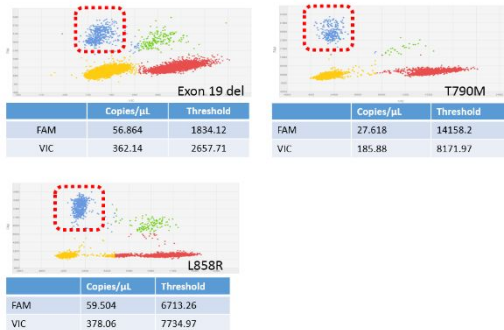 Exon 19 del
Copies/µL Threshold
FAM 56.864 1834.12
VIC 362.14 2657.71
T790M
Copies/µL Threshold
FAM 27.618 14158.2
VIC 185.88 8171.97
L858R
Copies/µL Threshold
FAM 59.504 6713.26
VIC 378.06 7734.97